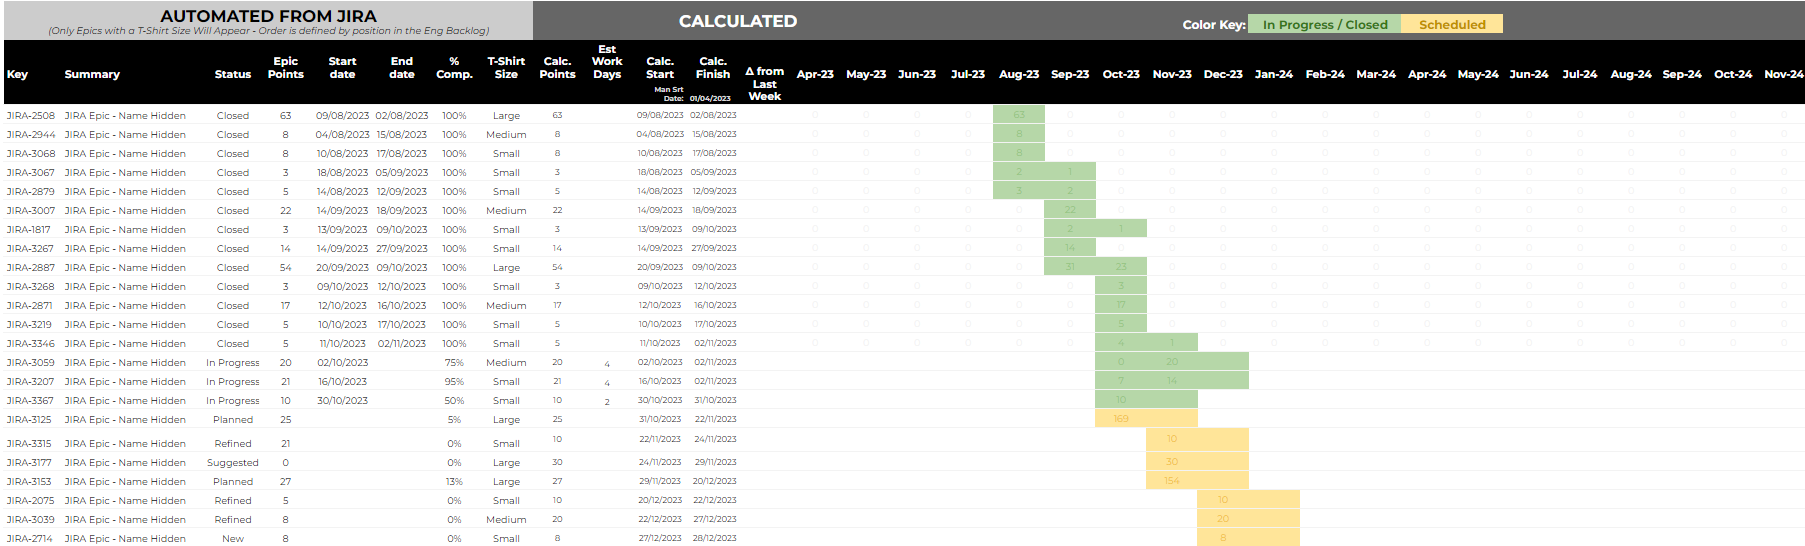 AUTOMATED FROM JIRA
(Only Epics with a T-Shirt Size Will Appear - Order is defined by position in the Eng Backlog)
CALCULATED
Color Key: In Progress / Closed Scheduled
Key Summary Status Epic Points Start date End date % Comp. T-Shirt Size Calc. Points Est Work Days Calc. Start Man Srt Date: Calc. Finish 01/04/2023 Δ from Last Week Apr-23 May-23 Jun-23 Jul-23 Aug-23 Sep-23 Oct-23 Nov-23 Dec-23 Jan-24 Feb-24 Mar-24 Apr-24 May-24 Jun-24 Jul-24 Aug-24 Sep-24 Oct-24 Nov-24
JIRA-2508 JIRA Epic - Name Hidden Closed 63 09/08/2023 02/08/2023 100% Large 63 09/08/2023 02/08/2023 0 0 0 0 63 0 0 0 0 0 0 0 0 0 0 0 0 0 0 0
JIRA-2944 JIRA Epic - Name Hidden Closed 8 04/08/2023 15/08/2023 100% Medium 8 04/08/2023 15/08/2023 0 0 0 0 8 0 0 0 0 0 0 0 0 0 0 0 0 0 0 0
JIRA-3068 JIRA Epic - Name Hidden Closed 8 10/08/2023 17/08/2023 100% Small 8 10/08/2023 17/08/2023 0 0 0 0 8 0 0 0 0 0 0 0 0 0 0 0 0 0 0 0
JIRA-3067 JIRA Epic - Name Hidden Closed 3 18/08/2023 05/09/2023 100% Small 3 18/08/2023 05/09/2023 0 0 0 0 2 1 0 0 0 0 0 0 0 0 0 0 0 0 0 0
JIRA-2879 JIRA Epic - Name Hidden Closed 5 14/08/2023 12/09/2023 100% Small 5 14/08/2023 12/09/2023 0 0 0 0 3 2 0 0 0 0 0 0 0 0 0 0 0 0 0 0
JIRA-3007 JIRA Epic - Name Hidden Closed 22 14/09/2023 18/09/2023 100% Medium 22 14/09/2023 18/09/2023 0 0 0 0 0 22 0 0 0 0 0 0 0 0 0 0 0 0 0 0
JIRA-1817 JIRA Epic - Name Hidden Closed 3 13/09/2023 09/10/2023 100% Small 3 13/09/2023 09/10/2023 0 0 0 0 0 2 1 0 0 0 0 0 0 0 0 0 0 0 0 0
JIRA-3267 JIRA Epic - Name Hidden Closed 14 14/09/2023 27/09/2023 100% Small 14 14/09/2023 27/09/2023 0 0 0 0 0 14 0 0 0 0 0 0 0 0 0 0 0 0 0 0
JIRA-2887 JIRA Epic - Name Hidden Closed 54 20/09/2023 09/10/2023 100% Large 54 20/09/2023 09/10/2023 0 0 0 0 0 31 23 0 0 0 0 0 0 0 0 0 0 0 0 0
JIRA-3268 JIRA Epic - Name Hidden Closed 3 09/10/2023 12/10/2023 100% Small 3 09/10/2023 12/10/2023 0 0 0 0 0 0 3 0 0 0 0 0 0 0 0 0 0 0 0 0
JIRA-2871 JIRA Epic - Name Hidden Closed 17 12/10/2023 16/10/2023 100% Medium 17 12/10/2023 16/10/2023 0 0 0 0 0 0 17 0 0 0 0 0 0 0 0 0 0 0 0 0
JIRA-3219 JIRA Epic - Name Hidden Closed 5 10/10/2023 17/10/2023 100% Small 5 10/10/2023 17/10/2023 0 0 0 0 0 0 5 0 0 0 0 0 0 0 0 0 0 0 0 0
JIRA-3346 JIRA Epic - Name Hidden Closed 5 11/10/2023 02/11/2023 100% Small 5 11/10/2023 02/11/2023 0 0 0 0 0 0 4 1 0 0 0 0 0 0 0 0 0 0 0 0
JIRA-3059 JIRA Epic - Name Hidden In Progress 20 02/10/2023 75% Medium 20 4 02/10/2023 02/11/2023 0 20
JIRA-3207 JIRA Epic - Name Hidden In Progress 21 16/10/2023 95% Small 21 4 16/10/2023 02/11/2023 7 14
JIRA-3367 JIRA Epic - Name Hidden In Progress 10 30/10/2023 50% Small 10 2 30/10/2023 31/10/2023 10
JIRA-3125 JIRA Epic - Name Hidden Planned 25 5% Large 25 31/10/2023 22/11/2023 169
JIRA-3315 JIRA Epic - Name Hidden Refined 21 0% Small 10 22/11/2023 24/11/2023 10
JIRA-3177 JIRA Epic - Name Hidden Suggested 0 0% Large 30 24/11/2023 29/11/2023 30
JIRA-3153 JIRA Epic - Name Hidden Planned 27 13% Large 27 29/11/2023 20/12/2023 154
JIRA-2075 JIRA Epic - Name Hidden Refined 5 0% Small 10 20/12/2023 22/12/2023 10
JIRA-3039 JIRA Epic - Name Hidden Refined 8 0% Medium 20 22/12/2023 27/12/2023 20
JIRA-2714 JIRA Epic - Name Hidden New 8 0% Small 8 27/12/2023 28/12/2023 8